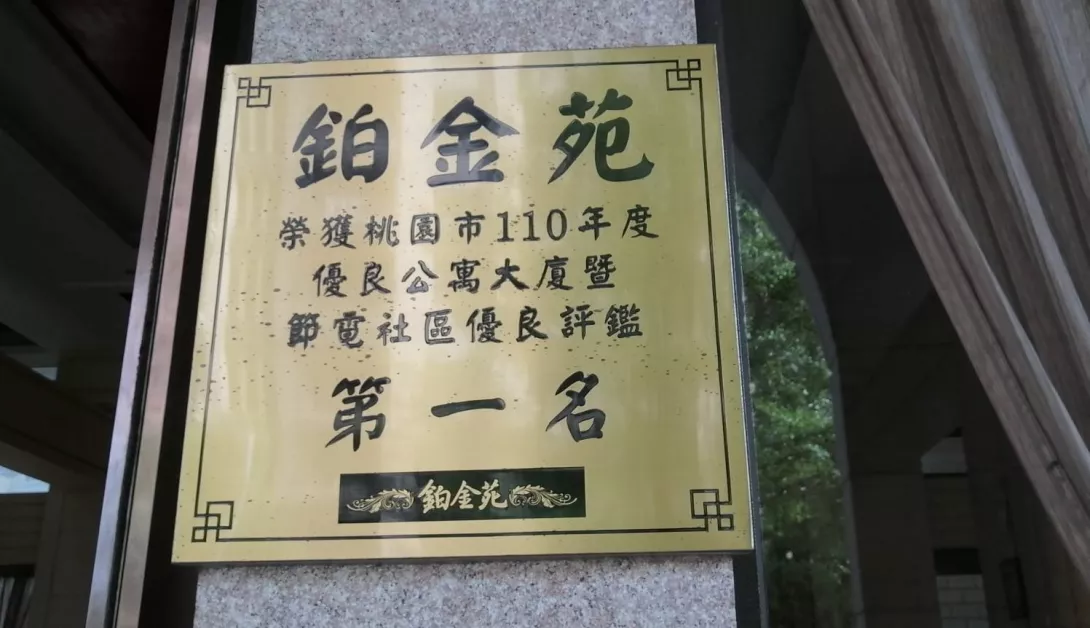 鉑金苑
榮獲桃園市110年度
優良公寓大廈暨
節電社區優良評鑑
第一名
鉑金苑